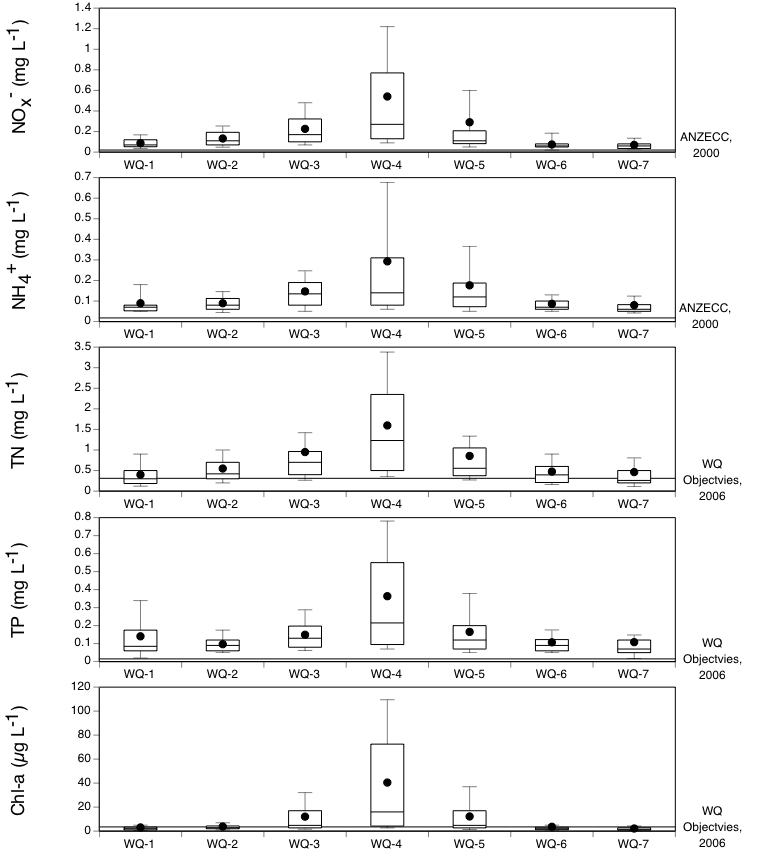 NOx- (mg L-1)
1.4
1.2
1
0.8
0.6
0.4
0.2
0
WQ-1 WQ-2 WQ-3 WQ-4 WQ-5 WQ-6 WQ-7
ANZECC,
2000
NH4+ (mg L-1)
0.7
0.6
0.5
0.4
0.3
0.2
0.1
0
WQ-1 WQ-2 WQ-3 WQ-4 WQ-5 WQ-6 WQ-7
ANZECC,
2000
TN (mg L-1)
3.5
3
2.5
2
1.5
1
0.5
0
WQ-1 WQ-2 WQ-3 WQ-4 WQ-5 WQ-6 WQ-7
WQ
Objectvies,
2006
TP (mg L-1)
0.8
0.7
0.6
0.5
0.4
0.3
0.2
0.1
0
WQ-1 WQ-2 WQ-3 WQ-4 WQ-5 WQ-6 WQ-7
WQ
Objectvies,
2006
Chl-a (µg L-1)
120
100
80
60
40
20
0
WQ-1 WQ-2 WQ-3 WQ-4 WQ-5 WQ-6 WQ-7
WQ
Objectvies,
2006